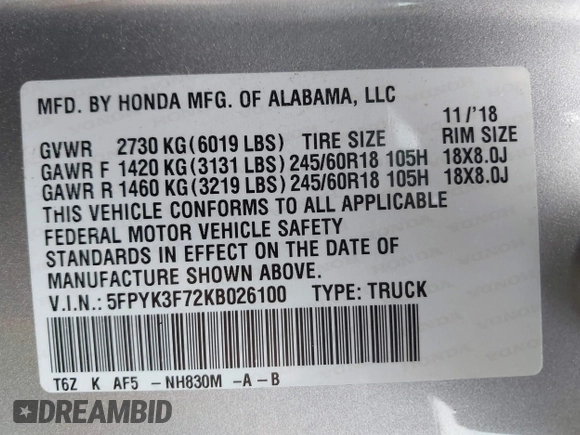 MFD. BY HONDA MFG. OF ALABAMA, LLC
11/'18
GVWR 2730 KG(6019 LBS) TIRE SIZE RIM SIZE
GAWR F 1420 KG(3131 LBS)245/60R18 105H 18X8.0J
GAWR R 1460 KG(3219 LBS)245/60R18 105H 18X8.0J
THIS VEHICLE CONFORMS TO ALL APPLICABLE
FEDERAL MOTOR VEHICLE SAFETY
STANDARDS IN EFFECT ON THE DATE OF
MANUFACTURE SHOWN ABOVE.
V.I.N.: 5FPYK3F72KB026100 TYPE: TRUCK
T6Z K AF5 - NH830M -A-B
DREAMBID